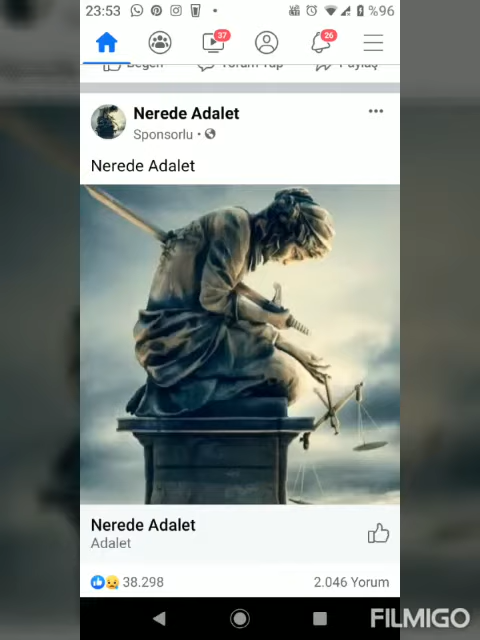 23:53
%96
37
26
Beğen Yorum Yap Paylaş
Nerede Adalet
Sponsorlu •
Nerede Adalet
Nerede Adalet
Adalet
38.298 2.046 Yorum
FILMIGO